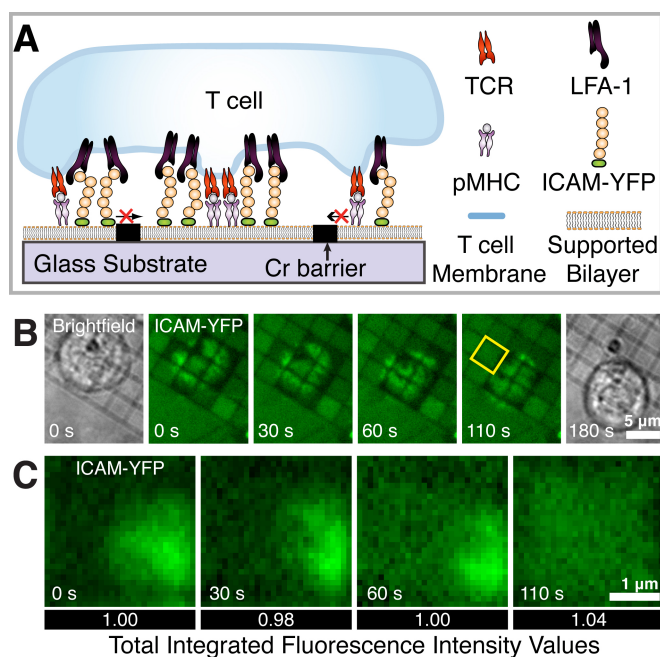 A
T cell
TCR
LFA-1
pMHC
ICAM-YFP
T cell
Membrane
Supported
Bilayer
Glass Substrate
Cr barrier
B
Brightfield
ICAM-YFP
0 s
0 s
30 s
60 s
110 s
180 s
5 μm
C
ICAM-YFP
0 s
30 s
60 s
110 s
1 μm
1.00
0.98
1.00
1.04
Total Integrated Fluorescence Intensity Values